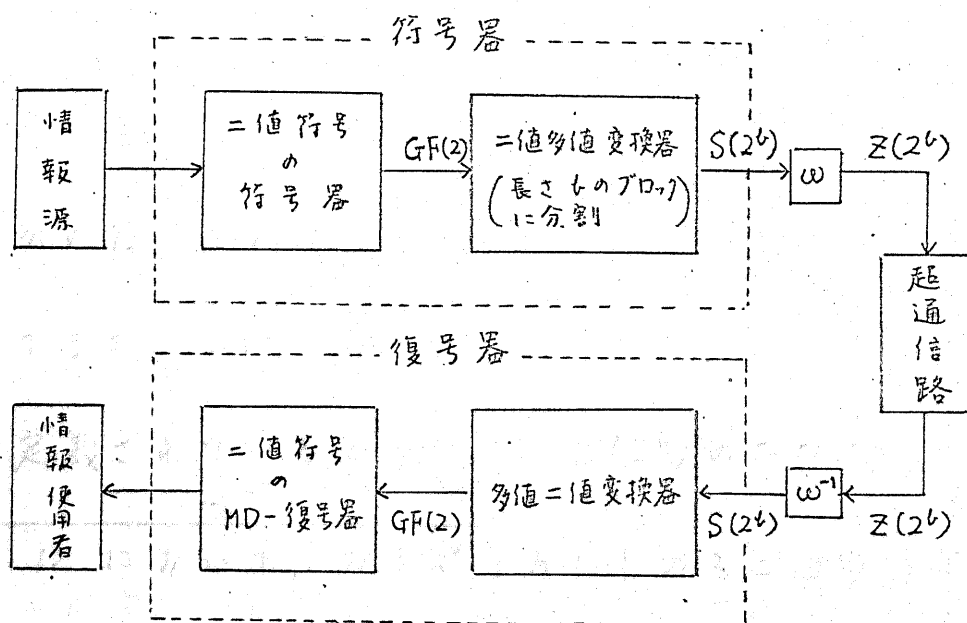 符号器
情報源
二値符号
の
符号器
GF(2)
二値多値変換器
(長さbのブロック
に分割)
S(2^b)
ω
Z(2^b)
超通信路
復号器
情報使用者
二値符号
の
MD-復号器
GF(2)
多値二値変換器
S(2^b)
ω^-1
Z(2^b)